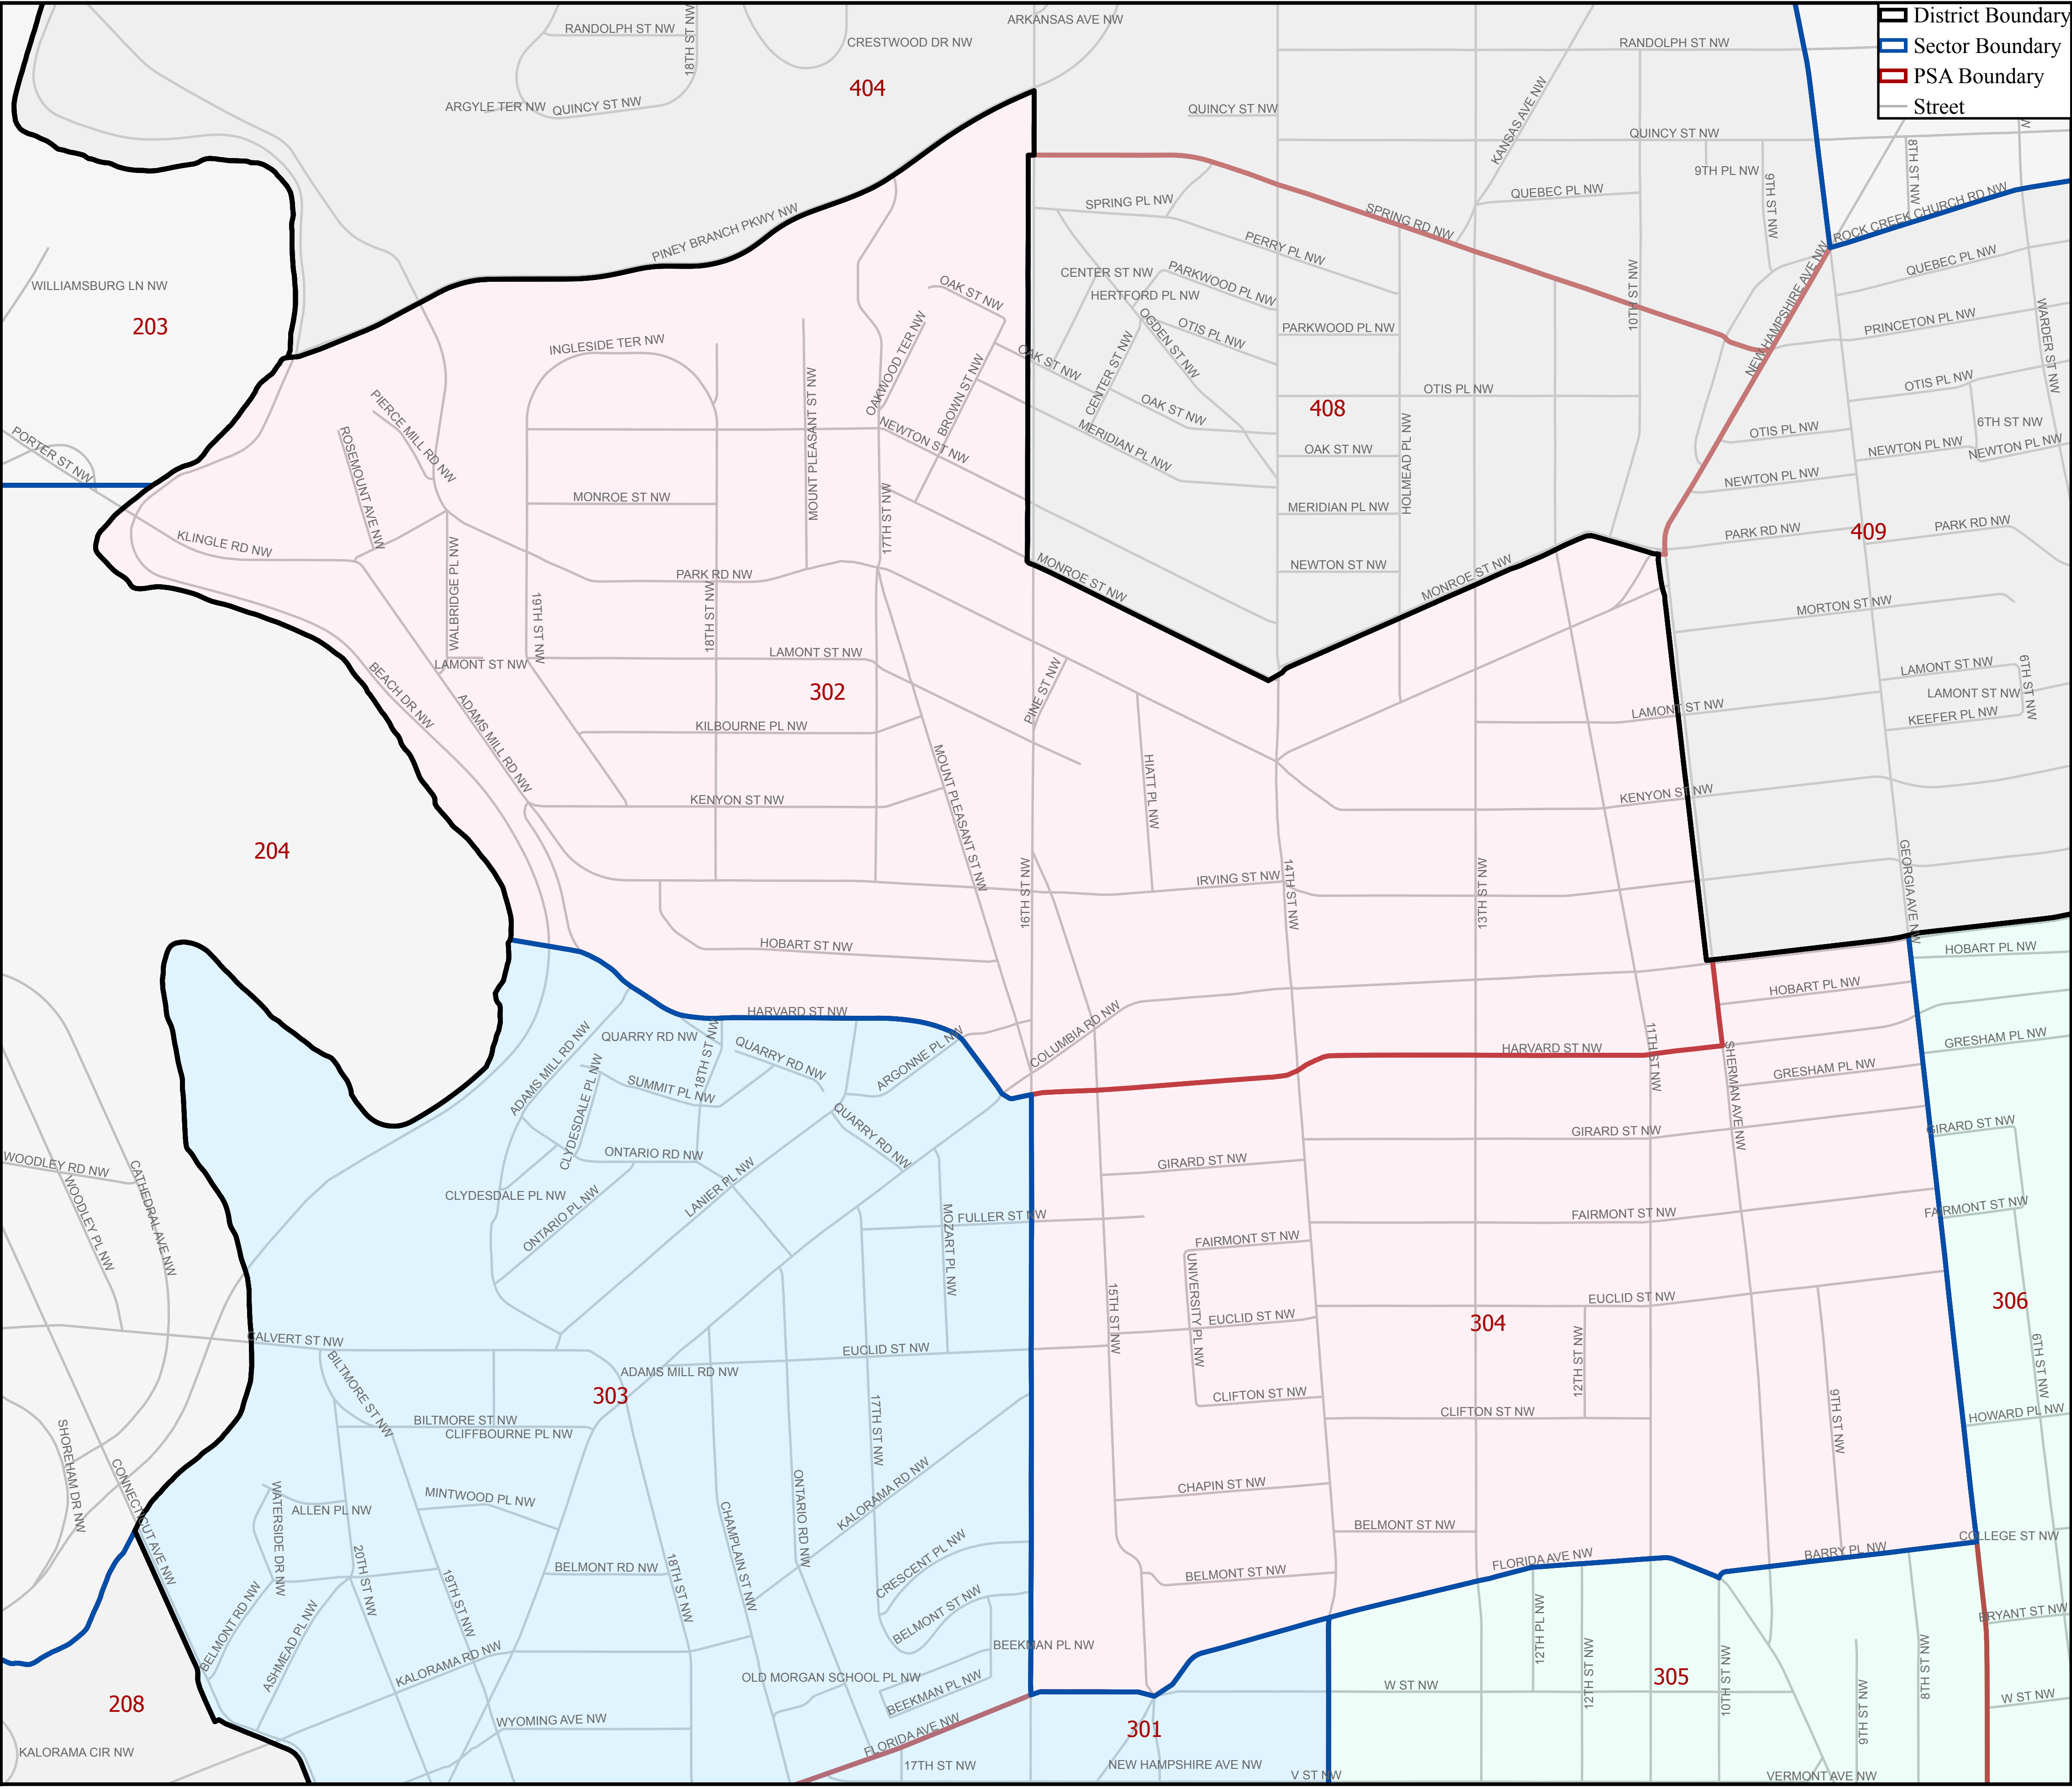 District Boundary
Sector Boundary
PSA Boundary
Street
ARKANSAS AVE NW
RANDOLPH ST NW
18TH ST NW
CRESTWOOD DR NW
RANDOLPH ST NW
404
ARGYLE TER NW
QUINCY ST NW
QUINCY ST NW
KANSAS AVE NW
QUINCY ST NW
9TH PL NW
9TH ST NW
8TH ST NW
W
QUEBEC PL NW
SPRING PL NW
SPRING RD NW
ROCK CREEK CHURCH RD NW
PINEY BRANCH PKWY NW
PERRY PL NW
QUEBEC PL NW
WILLIAMSBURG LN NW
203
CENTER ST NW
PARKWOOD PL NW
HERTFORD PL NW
OAK ST NW
OGDEN ST NW
OTIS PL NW
PARKWOOD PL NW
10TH ST NW
NEW HAMPSHIRE AVE NW
PRINCETON PL NW
WARDER ST NW
INGLESIDE TER NW
OAKWOOD TER NW
BROWN ST NW
OAK ST NW
CENTER ST NW
OAK ST NW
OTIS PL NW
OTIS PL NW
408
PIERCE MILL RD NW
ROSEMOUNT AVE NW
MOUNT PLEASANT ST NW
NEWTON ST NW
MERIDIAN PL NW
OAK ST NW
HOLMEAD PL NW
OTIS PL NW
6TH ST NW
NEWTON PL NW
NEWTON PL NW
NEWTON PL NW
PORTER ST NW
MONROE ST NW
17TH ST NW
MERIDIAN PL NW
PARK RD NW
409
PARK RD NW
KLINGLE RD NW
WALBRIDGE PL NW
19TH ST NW
PARK RD NW
18TH ST NW
MONROE ST NW
NEWTON ST NW
MONROE ST NW
MORTON ST NW
LAMONT ST NW
LAMONT ST NW
302
PINE ST NW
LAMONT ST NW
LAMONT ST NW
LAMONT ST NW
KEEFER PL NW
6TH ST NW
BEACH DR NW
ADAMS MILL RD NW
KILBOURNE PL NW
KENYON ST NW
MOUNT PLEASANT ST NW
HIATT PL NW
KENYON ST NW
204
IRVING ST NW
16TH ST NW
14TH ST NW
13TH ST NW
GEORGIA AVE NW
HOBART ST NW
HOBART PL NW
HOBART PL NW
HARVARD ST NW
COLUMBIA RD NW
HARVARD ST NW
11TH ST NW
SHERMAN AVE NW
GRESHAM PL NW
GRESHAM PL NW
ADAMS MILL RD NW
QUARRY RD NW
18TH ST NW
QUARRY RD NW
ARGONNE PL NW
CLYDESDALE PL NW
SUMMIT PL NW
QUARRY RD NW
ONTARIO RD NW
GIRARD ST NW
GIRARD ST NW
GIRARD ST NW
WOODLEY RD NW
WOODLEY PL NW
CATHEDRAL AVE NW
CLYDESDALE PL NW
ONTARIO PL NW
LANIER PL NW
MOZART PL NW
FULLER ST NW
FAIRMONT ST NW
FAIRMONT ST NW
FAIRMONT ST NW
UNIVERSITY PL NW
15TH ST NW
EUCLID ST NW
EUCLID ST NW
304
306
CALVERT ST NW
BILTMORE ST NW
EUCLID ST NW
ADAMS MILL RD NW
303
12TH ST NW
6TH ST NW
CLIFTON ST NW
CLIFTON ST NW
9TH ST NW
HOWARD PL NW
BILTMORE ST NW
CLIFFBOURNE PL NW
17TH ST NW
SHOREHAM DR NW
CONNECTICUT AVE NW
WATERSIDE DR NW
ALLEN PL NW
MINTWOOD PL NW
CHAMPLAIN ST NW
ONTARIO RD NW
KALORAMA RD NW
CHAPIN ST NW
BELMONT ST NW
COLLEGE ST NW
BARRY PL NW
FLORIDA AVE NW
BELMONT ST NW
BELMONT RD NW
20TH ST NW
19TH ST NW
BELMONT RD NW
18TH ST NW
CRESCENT PL NW
BELMONT ST NW
BEEKMAN PL NW
ASHMEAD PL NW
KALORAMA RD NW
OLD MORGAN SCHOOL PL NW
BEEKMAN PL NW
12TH PL NW
12TH ST NW
10TH ST NW
9TH ST NW
8TH ST NW
BRYANT ST NW
305
W ST NW
W ST NW
208
WYOMING AVE NW
FLORIDA AVE NW
301
KALORAMA CIR NW
17TH ST NW
NEW HAMPSHIRE AVE NW
V ST NW
VERMONT AVE NW